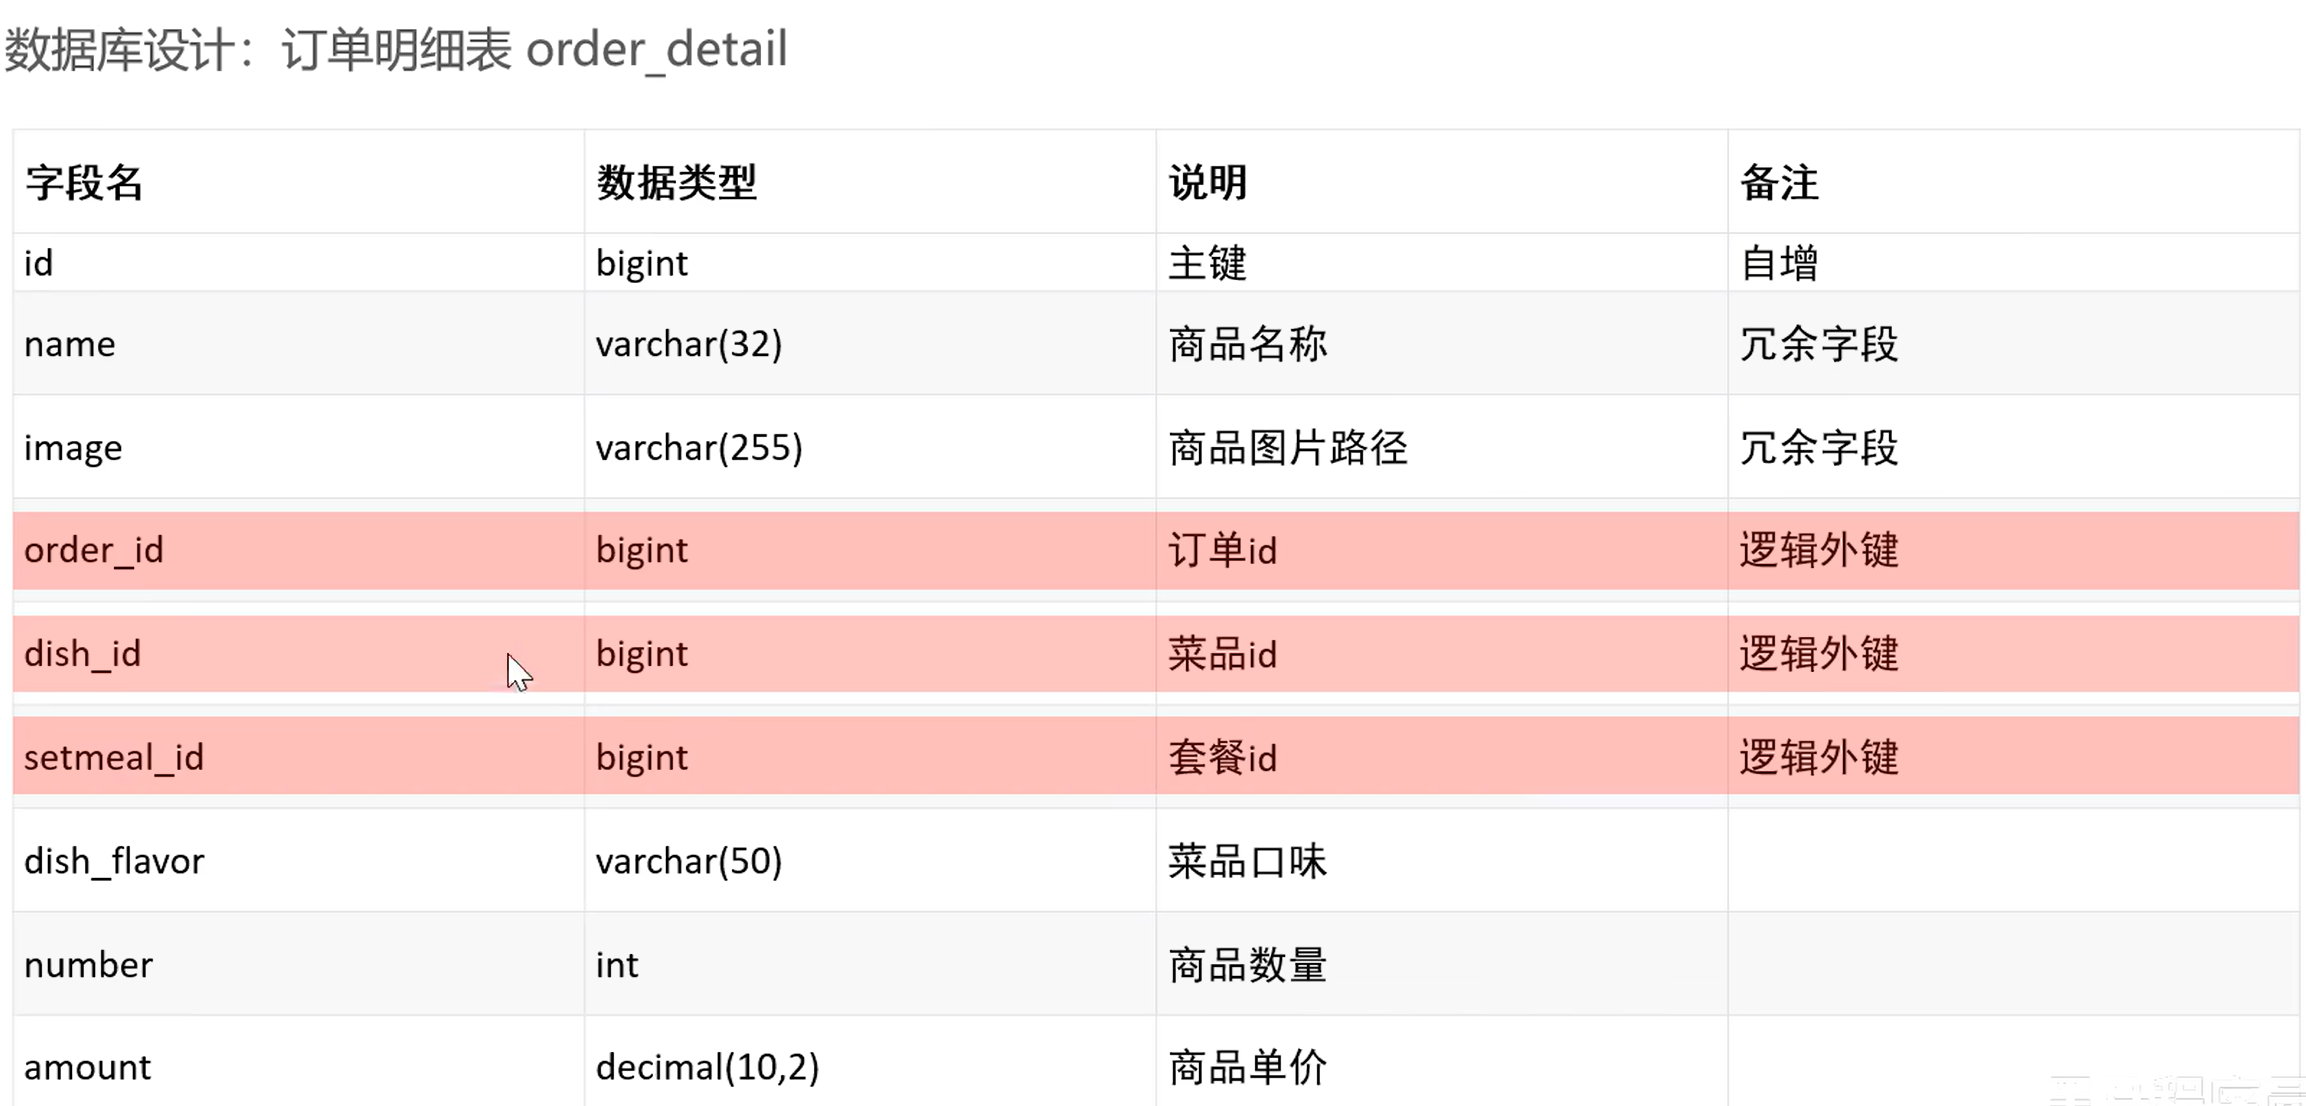 数据库设计：订单明细表 order_detail
字段名 数据类型 说明 备注
id bigint 主键 自增
name varchar(32) 商品名称 冗余字段
image varchar(255) 商品图片路径 冗余字段
order_id bigint 订单id 逻辑外键
dish_id bigint 菜品id 逻辑外键
setmeal_id bigint 套餐id 逻辑外键
dish_flavor varchar(50) 菜品口味
number int 商品数量
amount decimal(10,2) 商品单价